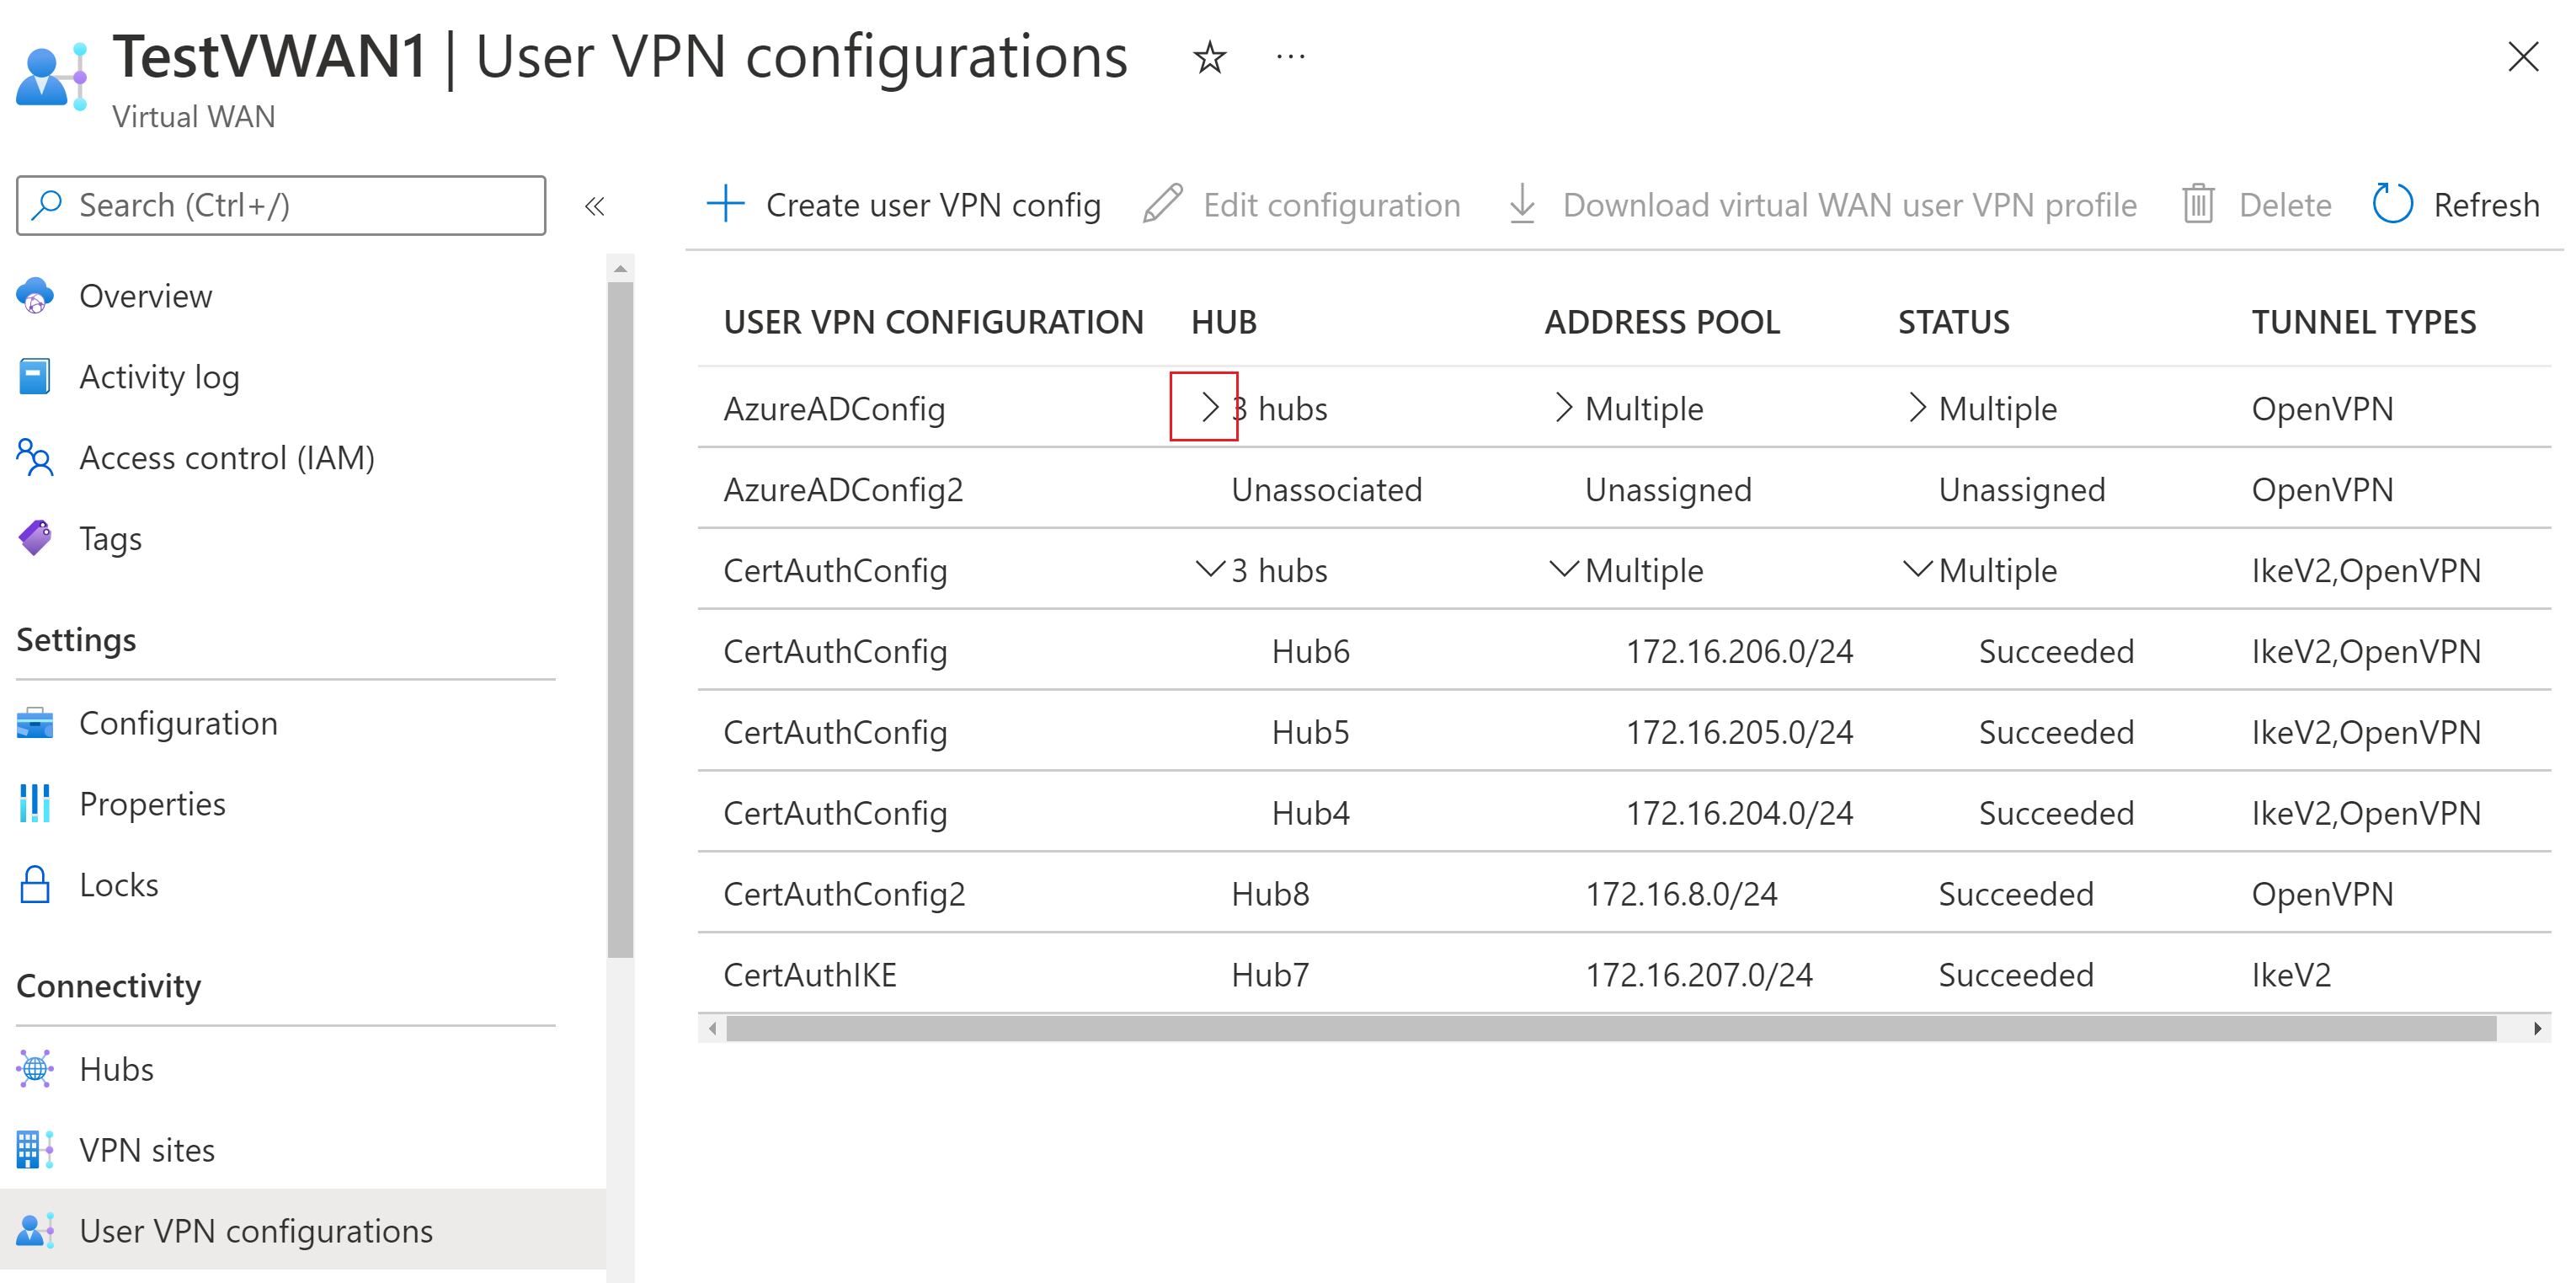 TestVWAN1 | User VPN configurations
Virtual WAN
Search (Ctrl+/)
Overview
Activity log
Access control (IAM)
Tags
Settings
Configuration
Properties
Locks
Connectivity
Hubs
VPN sites
User VPN configurations
Create user VPN config Edit configuration Download virtual WAN user VPN profile Delete Refresh
USER VPN CONFIGURATION HUB ADDRESS POOL STATUS TUNNEL TYPES
AzureADConfig 3 hubs Multiple Multiple OpenVPN
AzureADConfig2 Unassociated Unassigned Unassigned OpenVPN
CertAuthConfig 3 hubs Multiple Multiple IkeV2,OpenVPN
CertAuthConfig Hub6 172.16.206.0/24 Succeeded IkeV2,OpenVPN
CertAuthConfig Hub5 172.16.205.0/24 Succeeded IkeV2,OpenVPN
CertAuthConfig Hub4 172.16.204.0/24 Succeeded IkeV2,OpenVPN
CertAuthConfig2 Hub8 172.16.8.0/24 Succeeded OpenVPN
CertAuthIKE Hub7 172.16.207.0/24 Succeeded IkeV2